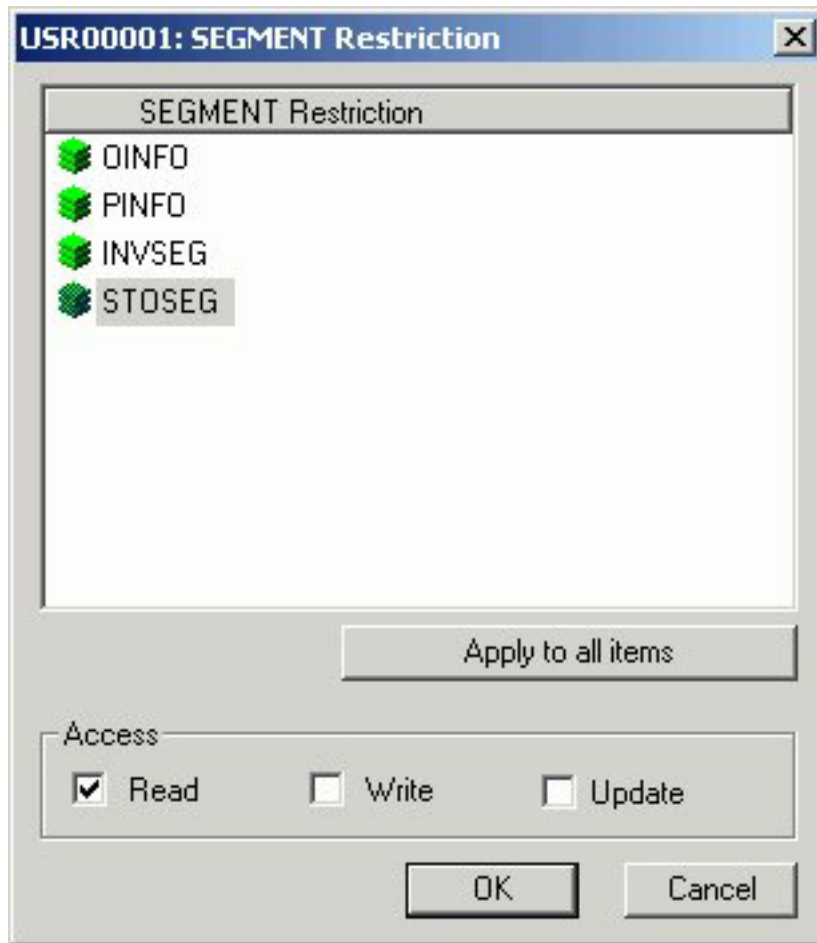 USR00001: SEGMENT Restriction
SEGMENT Restriction
OINFO
PINFO
INVSEG
STOSEG
Apply to all items
Access
Read Write Update
OK Cancel